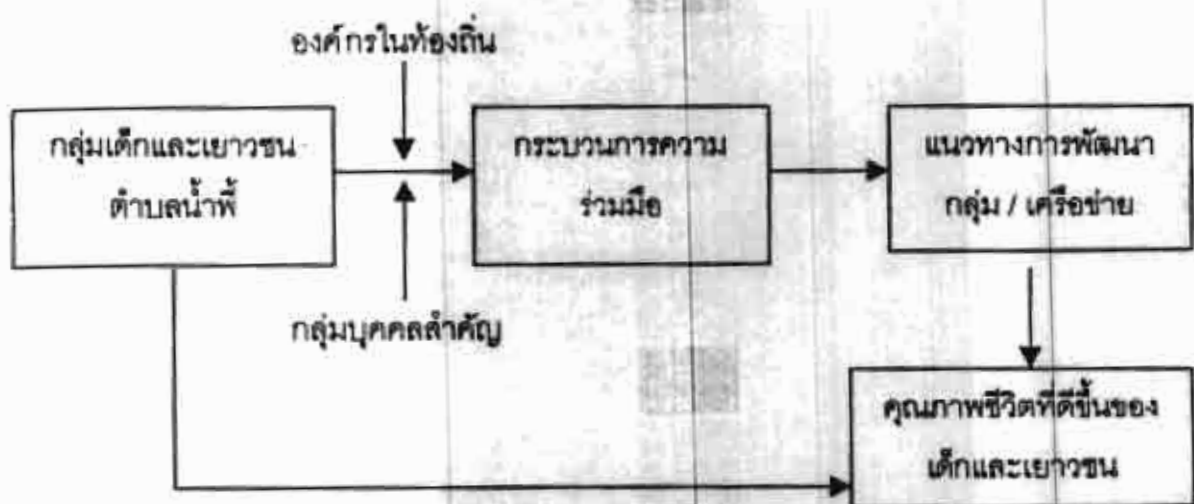 องค์กรในท้องถิ่น
กลุ่มเด็กและเยาวชน
ตำบลน้ำพี้
กระบวนการความ
ร่วมมือ
แนวทางการพัฒนา
กลุ่ม / เครือข่าย
กลุ่มบุคคลสำคัญ
คุณภาพชีวิตที่ดีขึ้นของ
เด็กและเยาวชน